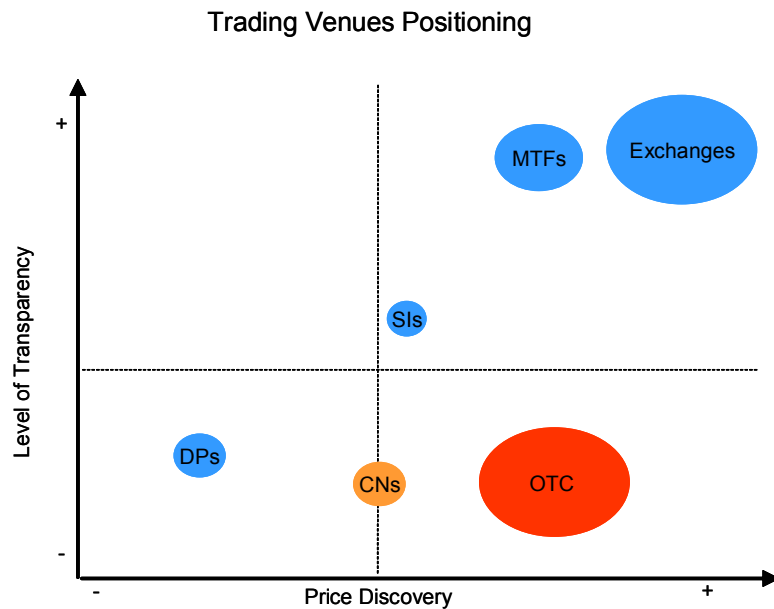 Trading Venues Positioning
+
MTFs
Exchanges
SIs
Level of Transparency
DPs
CNs
OTC
-
-
Price Discovery
+